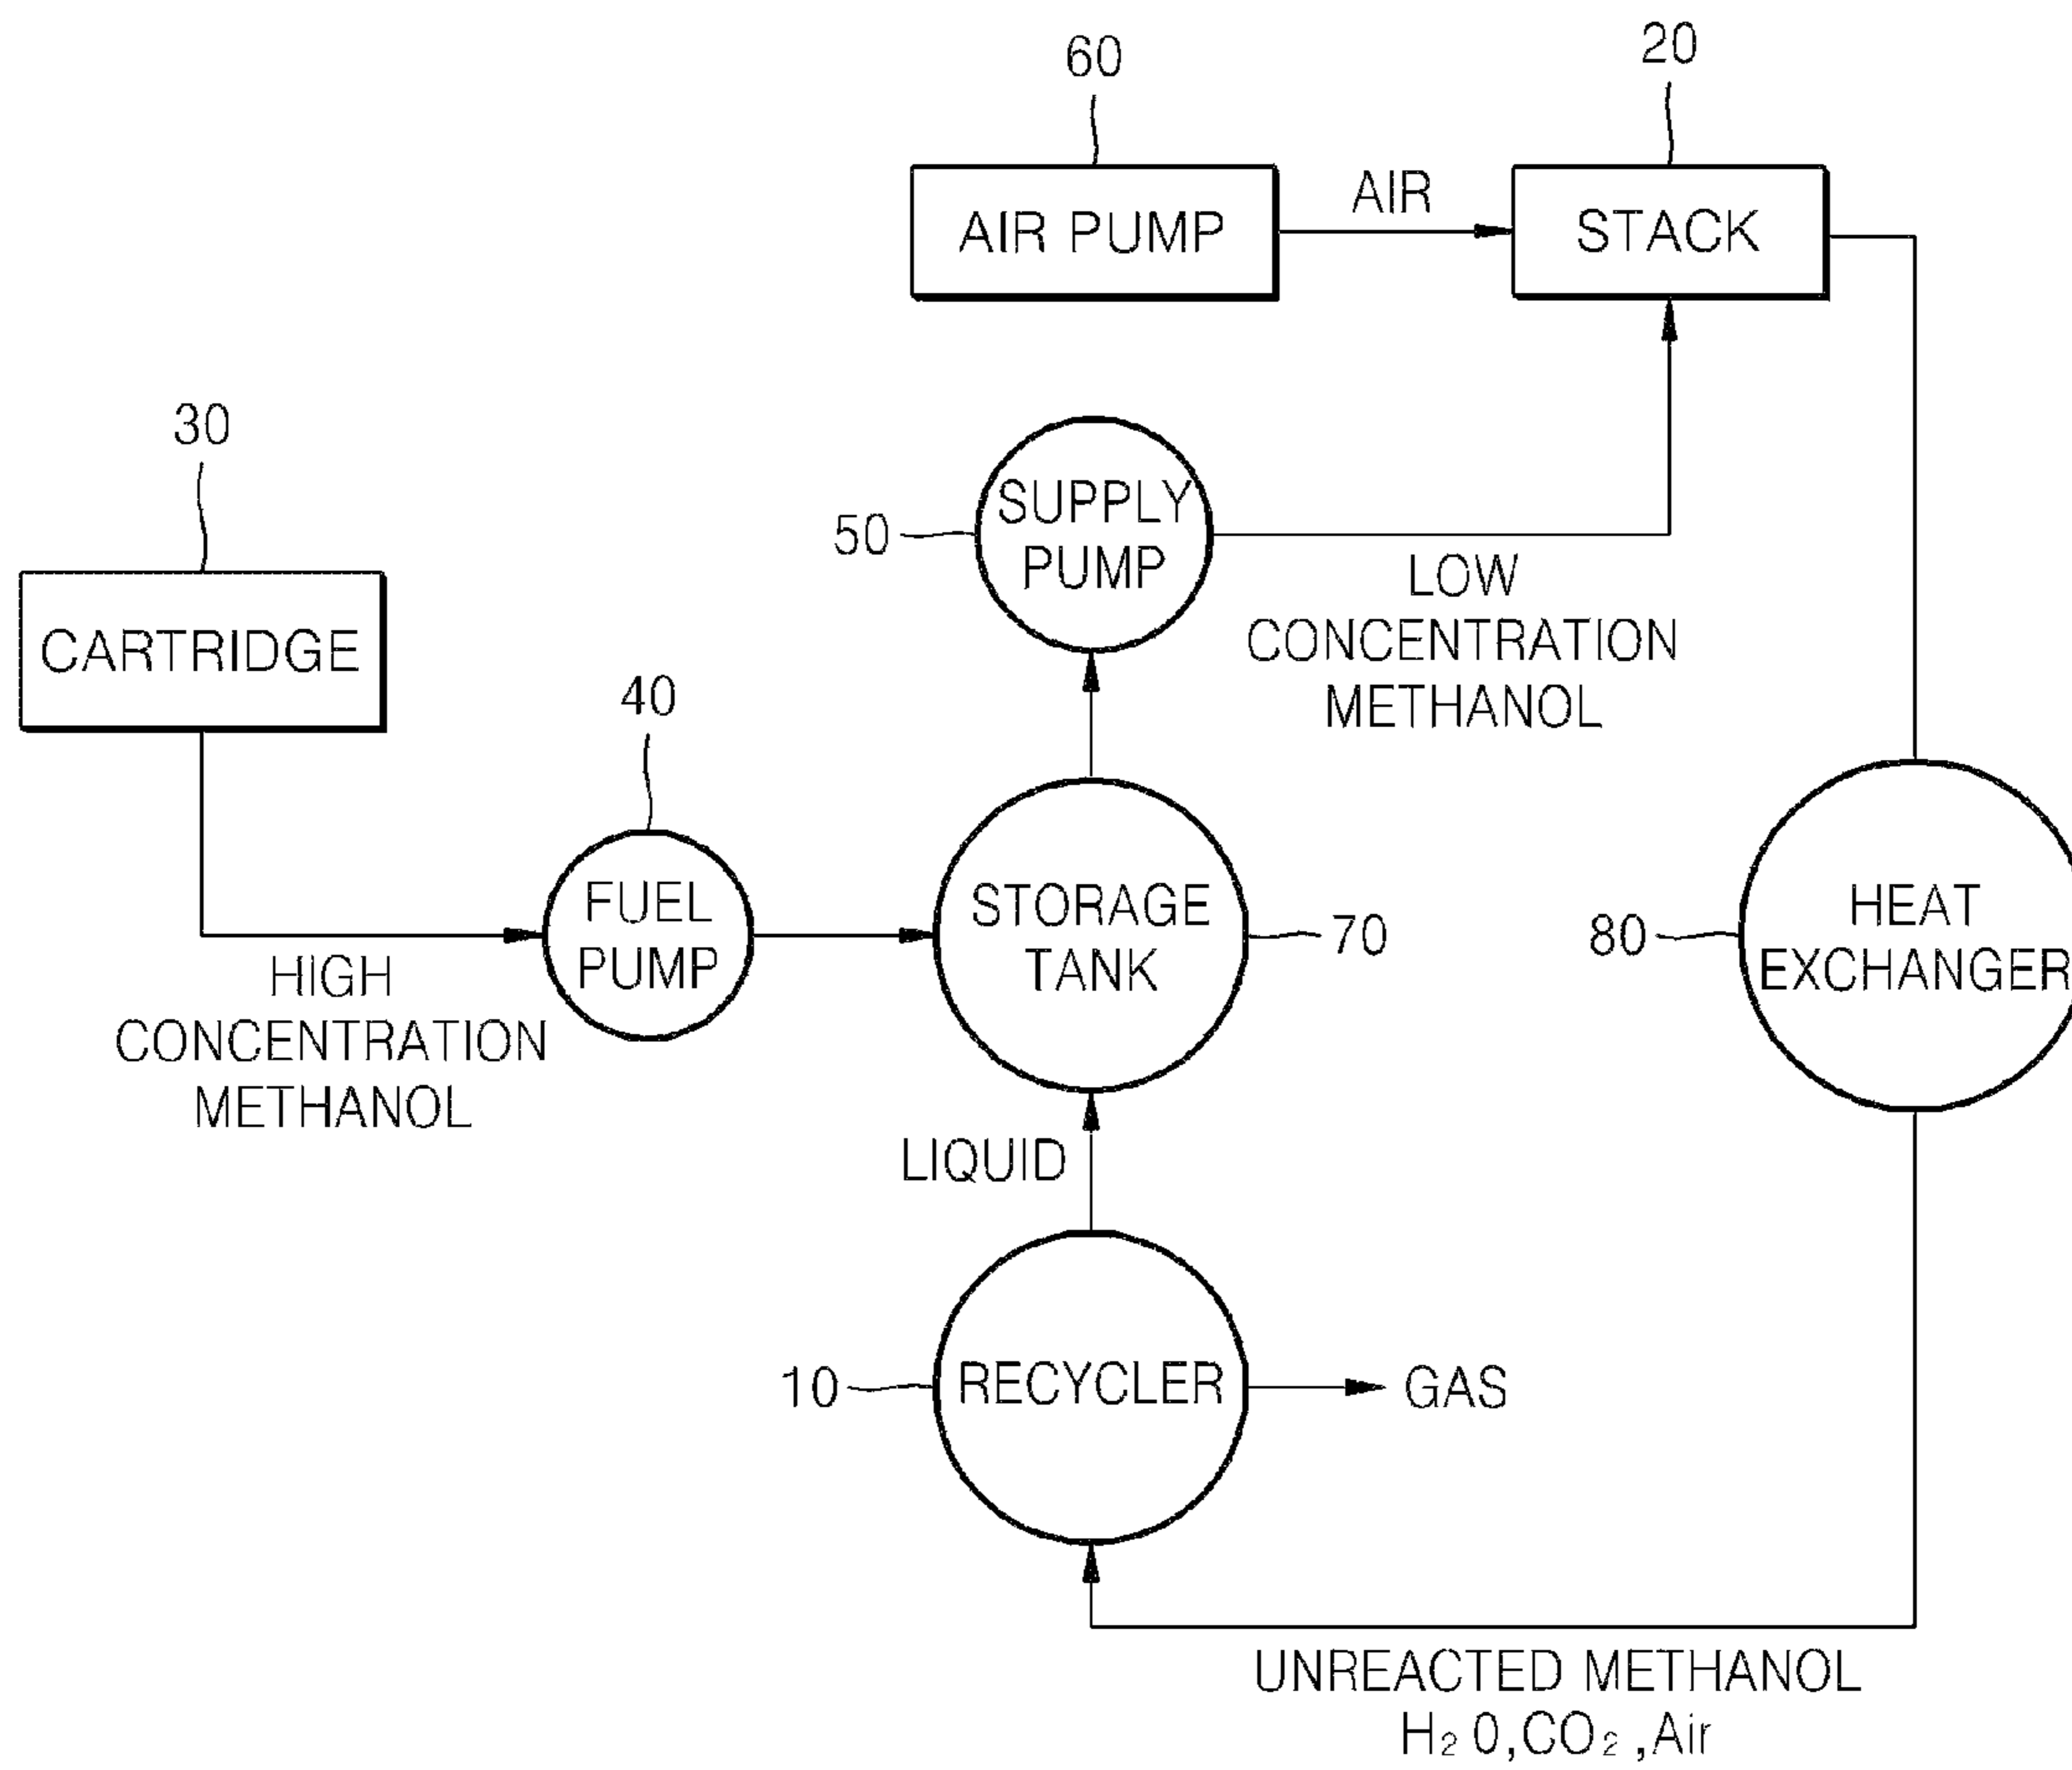 60
20
AIR PUMP
AIR
STACK
30
CARTRIDGE
50
SUPPLY
PUMP
LOW
CONCENTRATION
METHANOL
40
FUEL
PUMP
HIGH
CONCENTRATION
METHANOL
STORAGE
TANK
70
80
HEAT
EXCHANGER
LIQUID
10
RECYCLER
GAS
UNREACTED METHANOL
H₂ 0,CO₂ ,Air